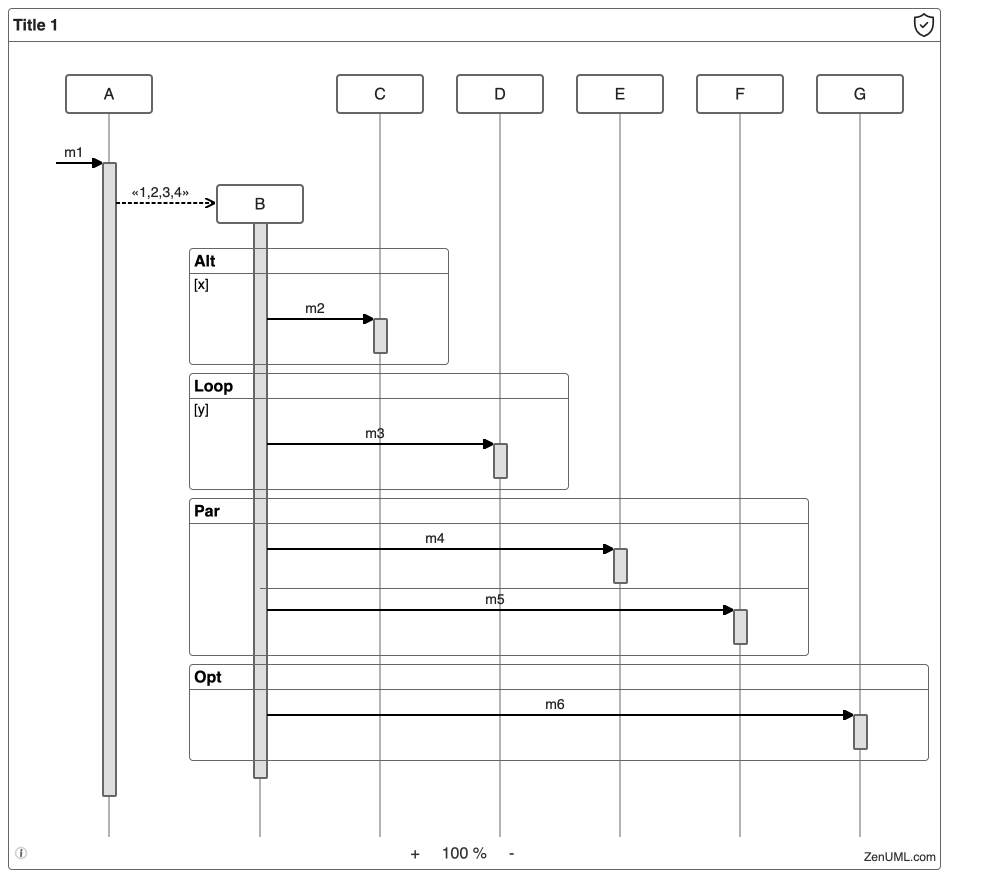 Title 1
A
C
D
E
F
G
m1
«1,2,3,4»
B
Alt
[x]
m2
Loop
[y]
m3
Par
m4
m5
Opt
m6
+ 100 % -
ZenUML.com